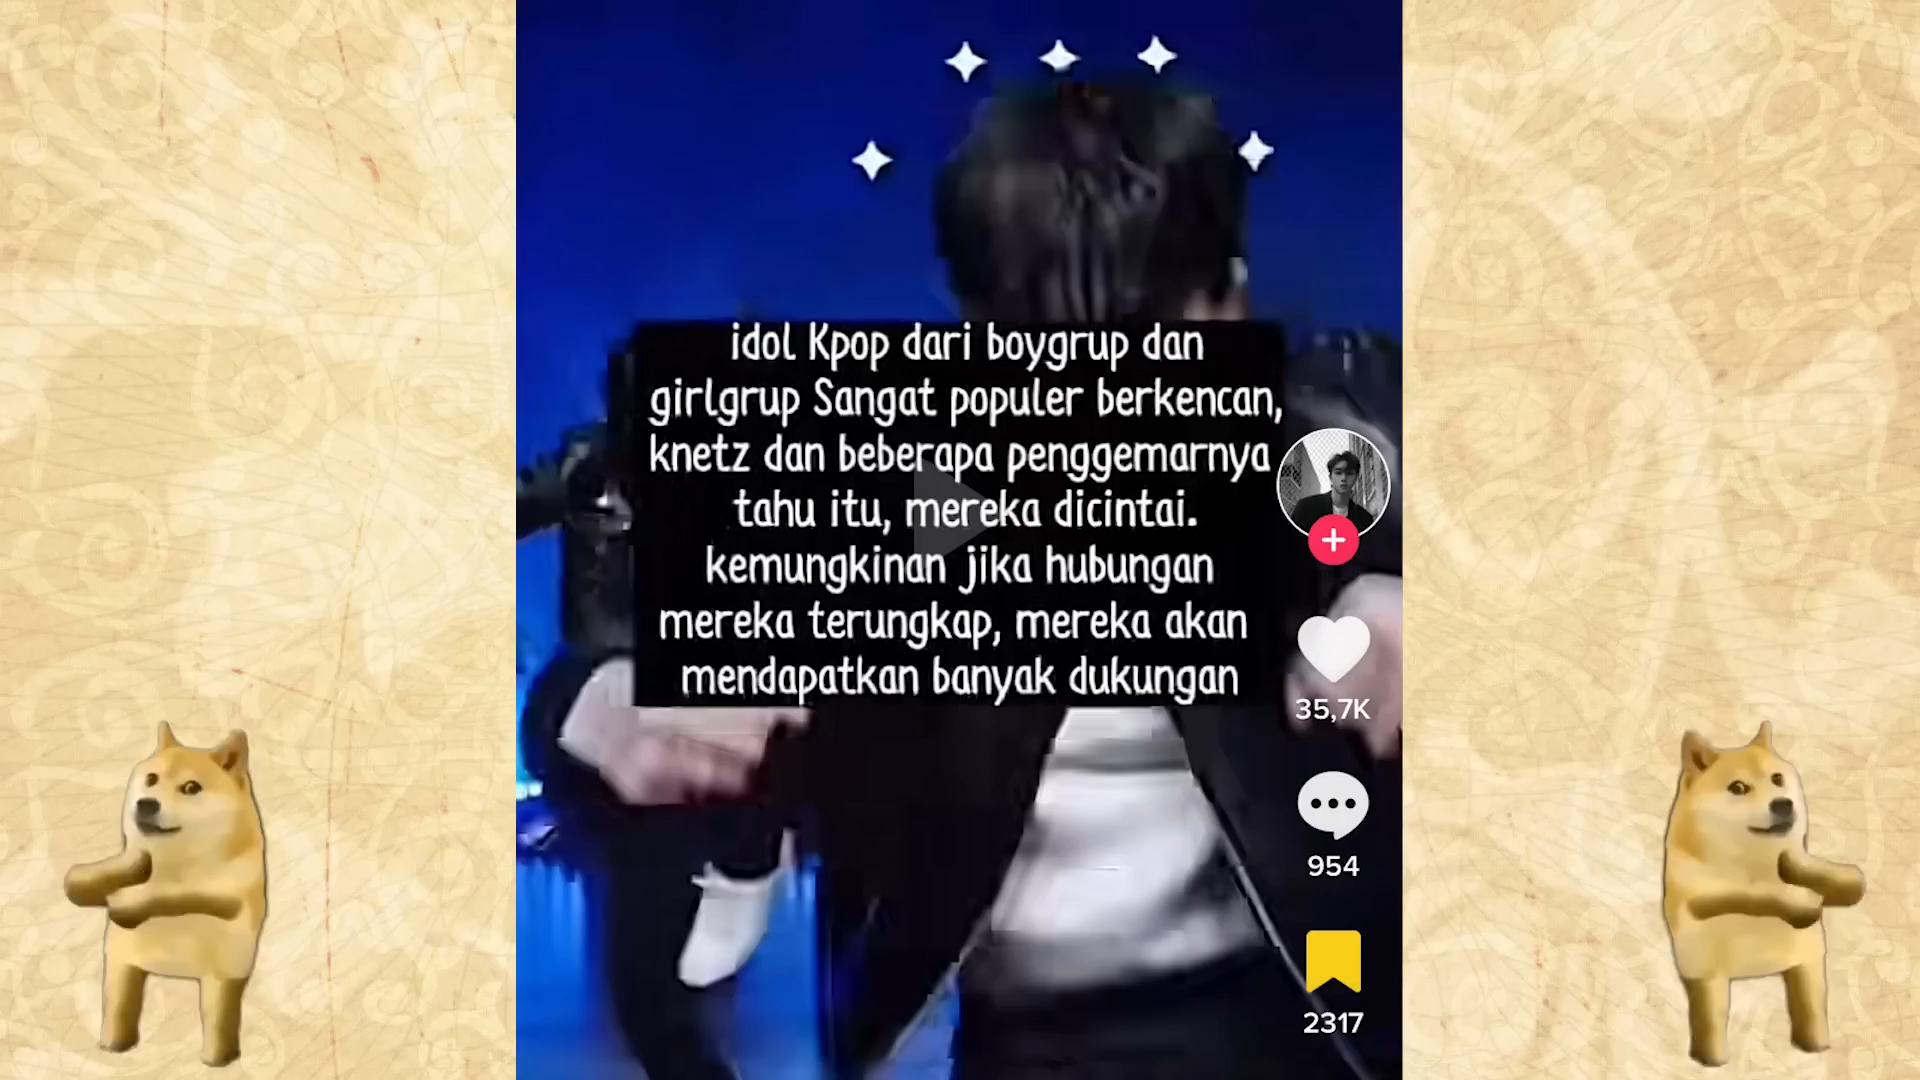 idol Kpop dari boygrup dan
girlgrup Sangat populer berkencan,
knetz dan beberapa penggemarnya
tahu itu, mereka dicintai.
kemungkinan jika hubungan
mereka terungkap, mereka akan
mendapatkan banyak dukungan
35,7K
954
2317